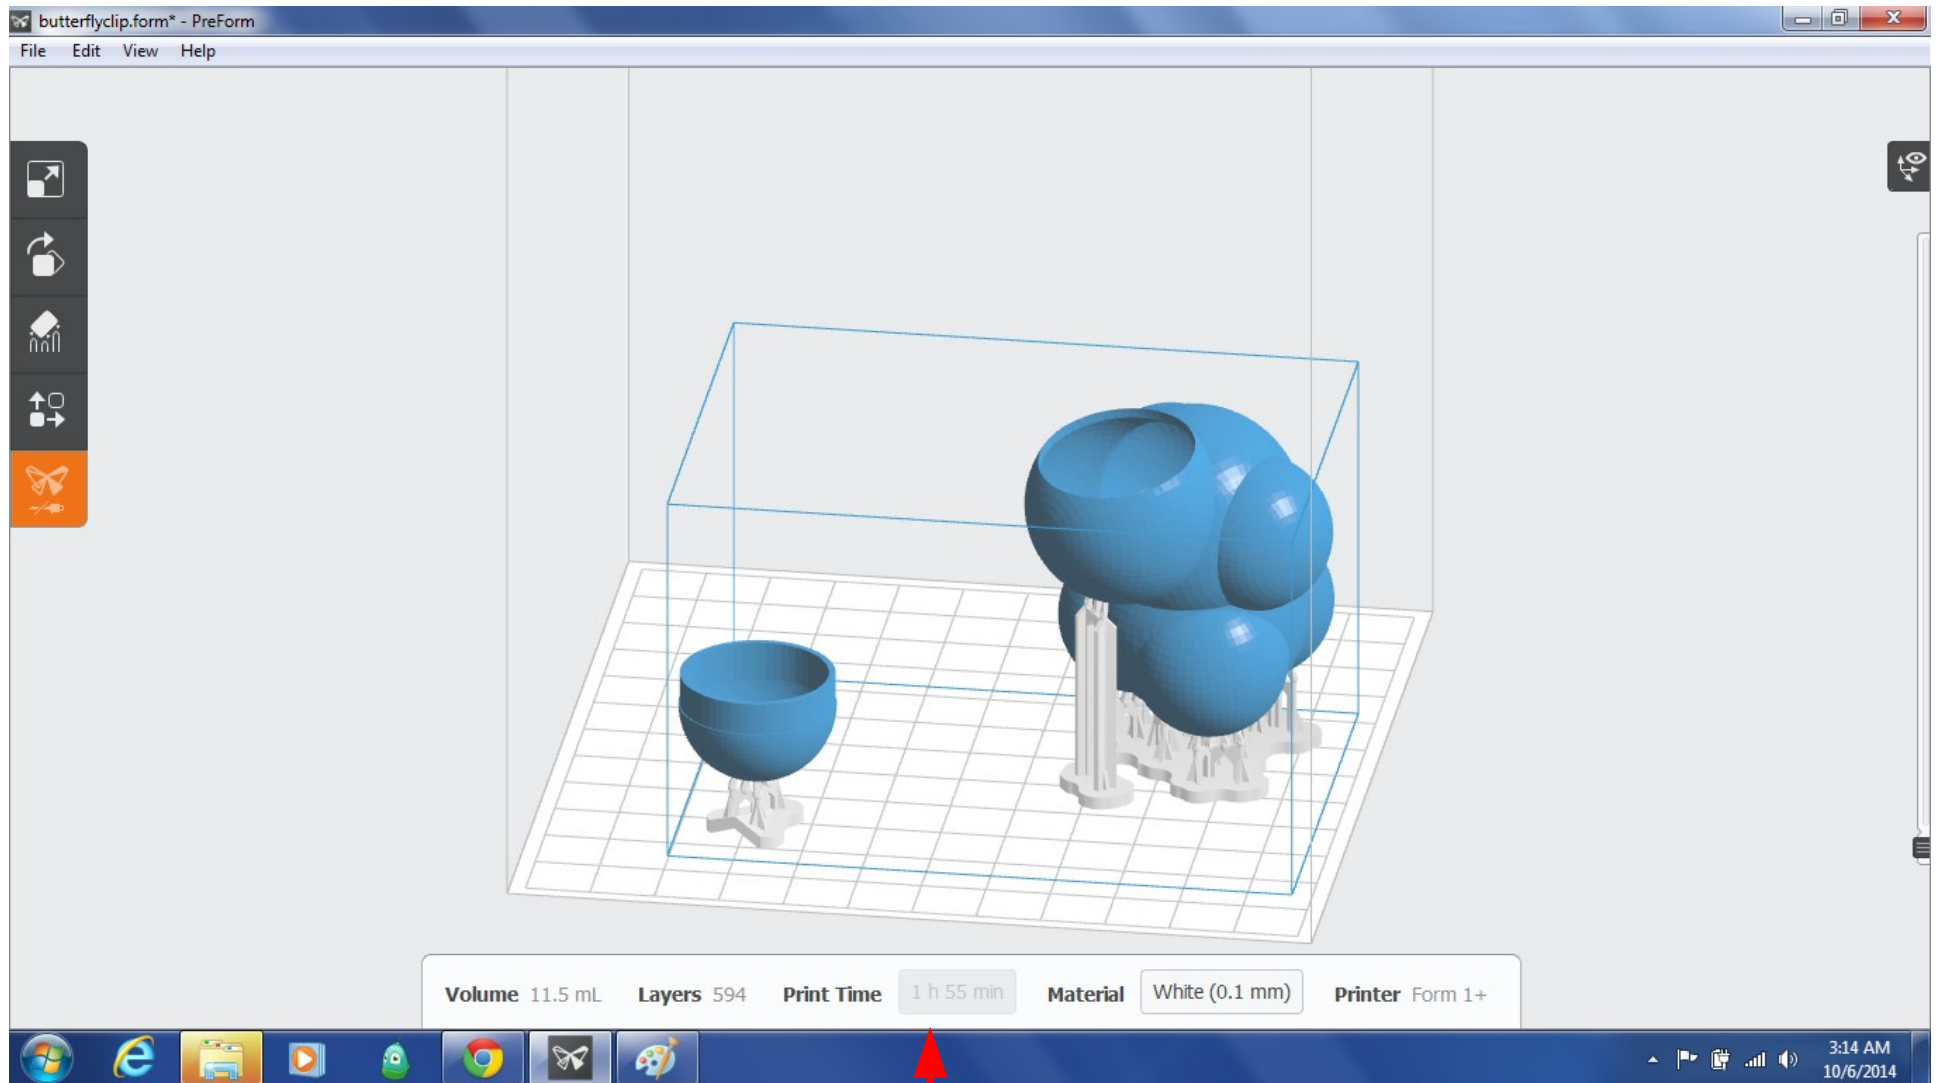 butterflyclip.form* - PreForm
File Edit View Help
Volume 11.5 mL Layers 594 Print Time 1 h 55 min Material White (0.1 mm) Printer Form 1+
3:14 AM
10/6/2014